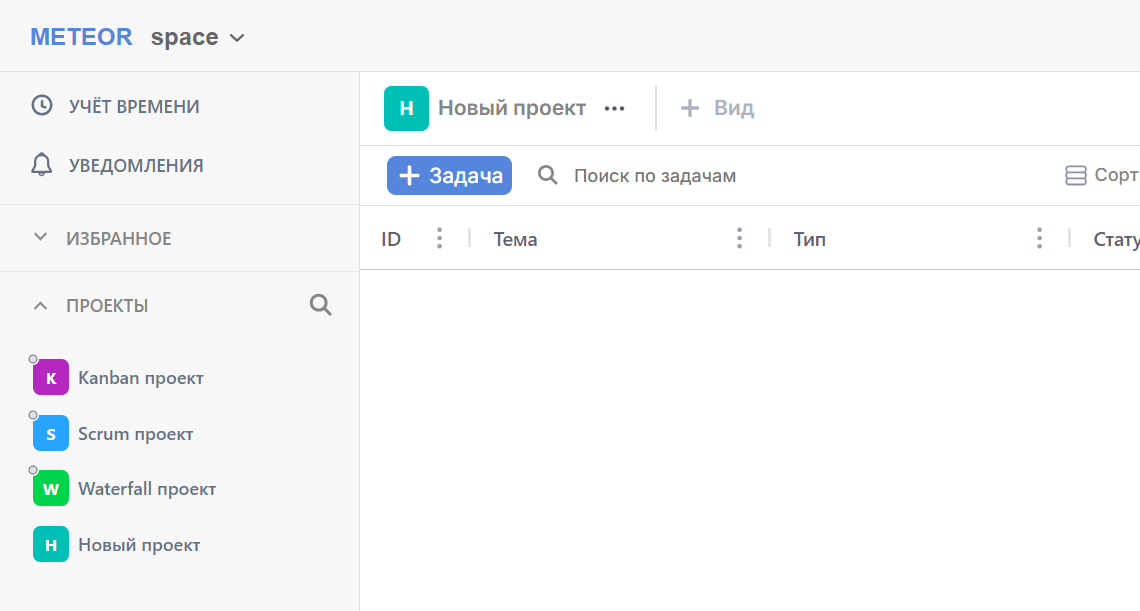 METEOR space
УЧЁТ ВРЕМЕНИ
УВЕДОМЛЕНИЯ
ИЗБРАННОЕ
ПРОЕКТЫ
K Kanban проект
S Scrum проект
W Waterfall проект
Н Новый проект
Н Новый проект ··· + Вид
+ Задача Поиск по задачам Сорт
ID Тема Тип Стату